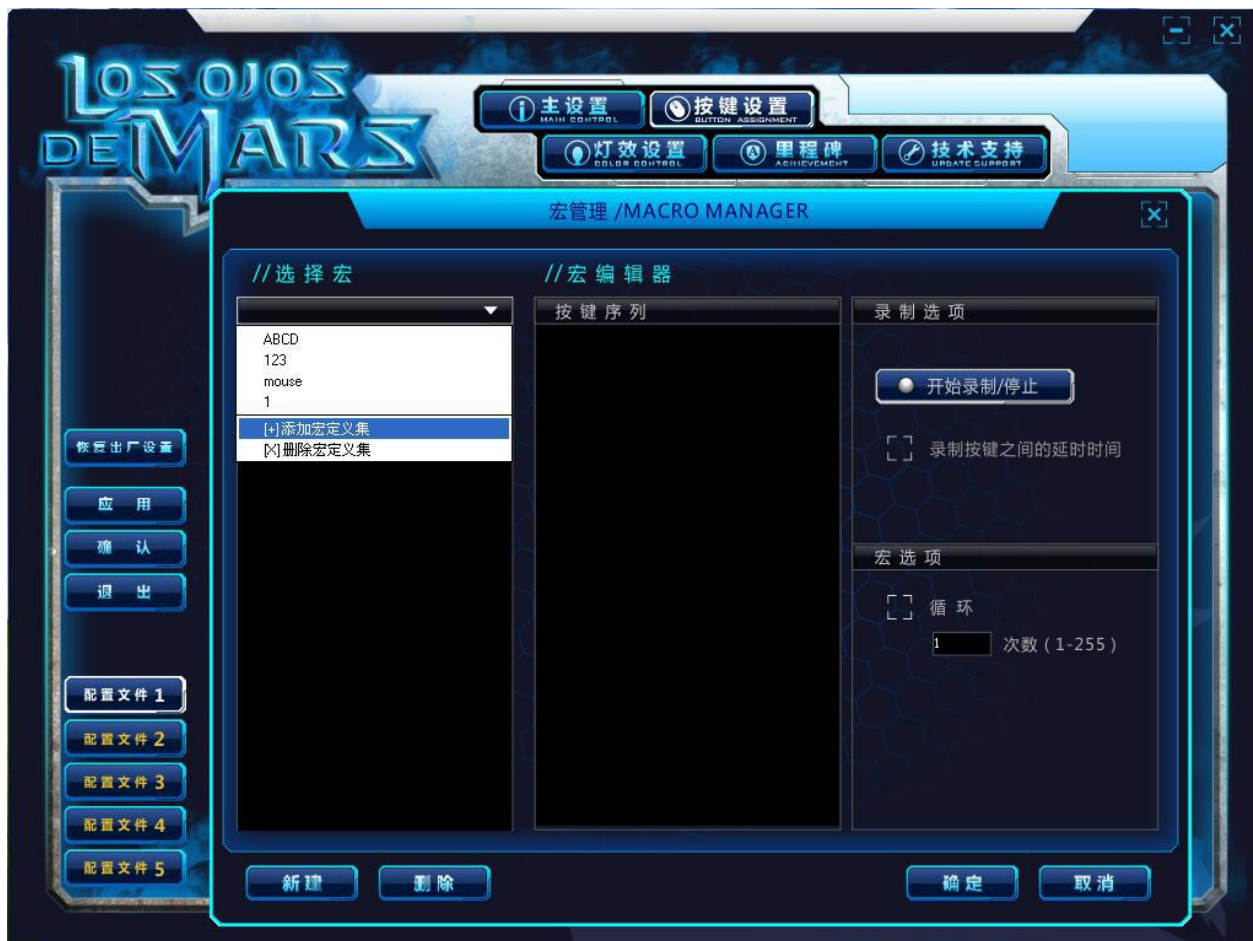 LOS OJOS
DE MARS
主设置
MAIN CONTROL
按键设置
BUTTON ASSIGNMENT
灯效设置
COLOR CONTROL
里程碑
ACHIEVEMENT
技术支持
UPDATE SUPPORT
宏管理 /MACRO MANAGER
//选择宏
//宏编辑器
按键序列
录制选项
ABCD
123
mouse
1
[+]添加宏定义集
[X]删除宏定义集
开始录制/停止
录制按键之间的延时时间
宏选项
循环
1 次数 ( 1-255 )
恢复出厂设置
应用
确认
退出
配置文件 1
配置文件 2
配置文件 3
配置文件 4
配置文件 5
新建
删除
确定
取消